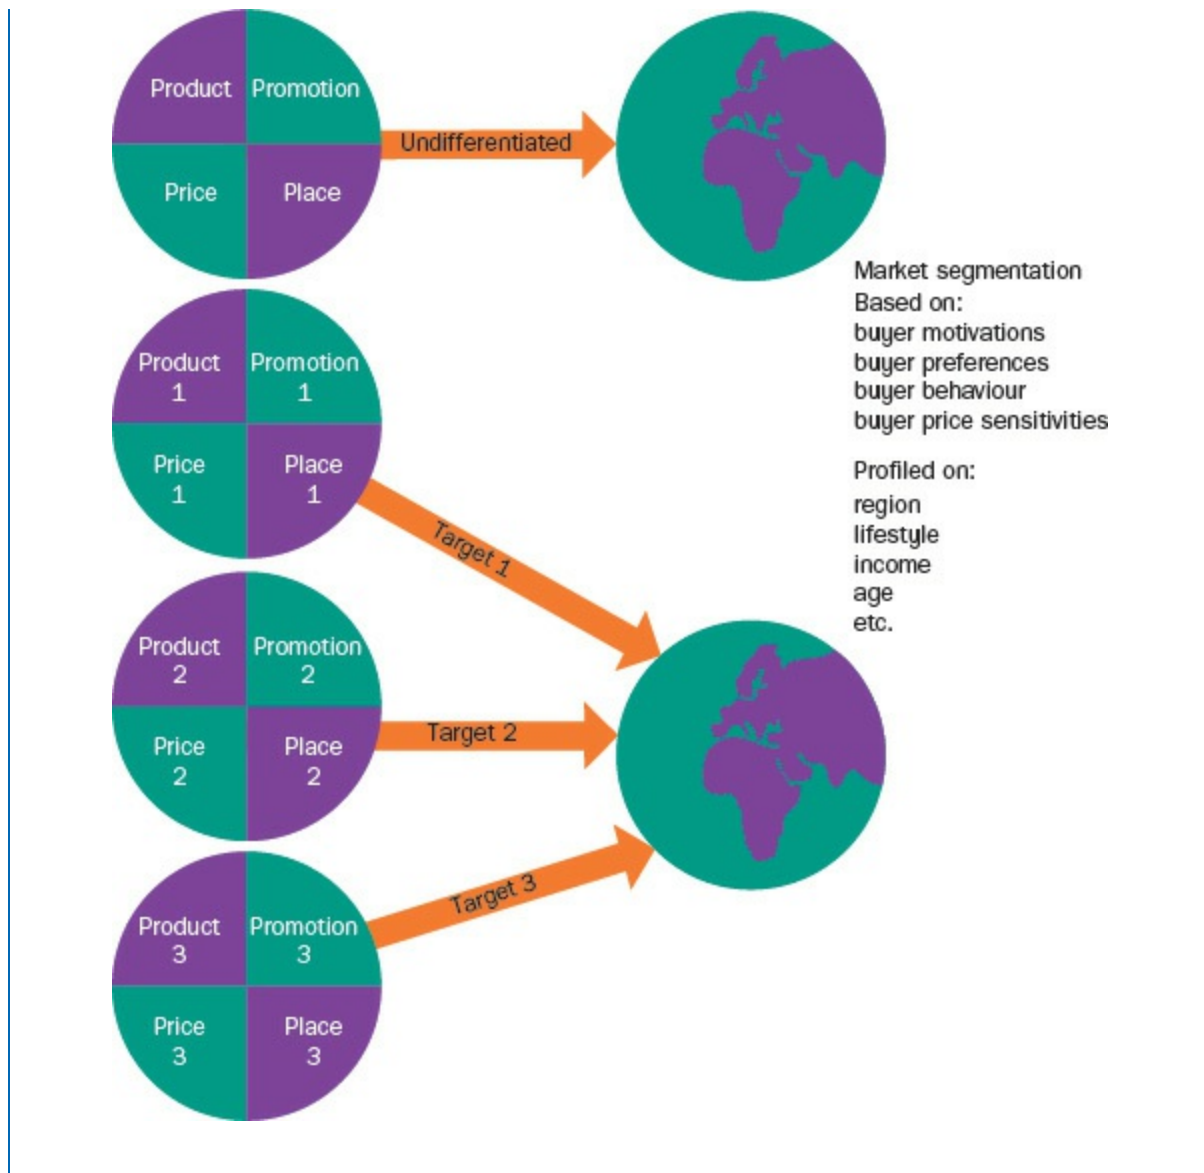 Product Promotion
Price Place
Undifferentiated
Market segmentation
Based on:
buyer motivations
buyer preferences
buyer behaviour
buyer price sensitivities
Profiled on:
region
lifestyle
income
age
etc.
Product Promotion
1 1
Price Place
1 1
Target 1
Product Promotion
2 2
Price Place
2 2
Target 2
Product Promotion
3 3
Price Place
3 3
Target 3